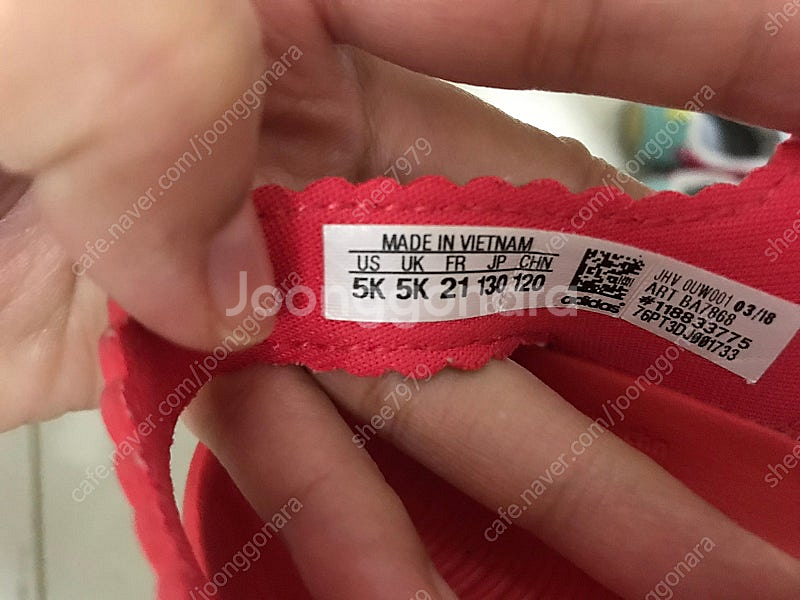 MADE IN VIETNAM
US UK FR JP CHN
5K 5K 21 130 120
adidas
JHV 0UW001 03/18
ART BA7868
#118833775
76PT3DJ001733
Joonggonara
cafe.naver.com/joonggonara
shee7979